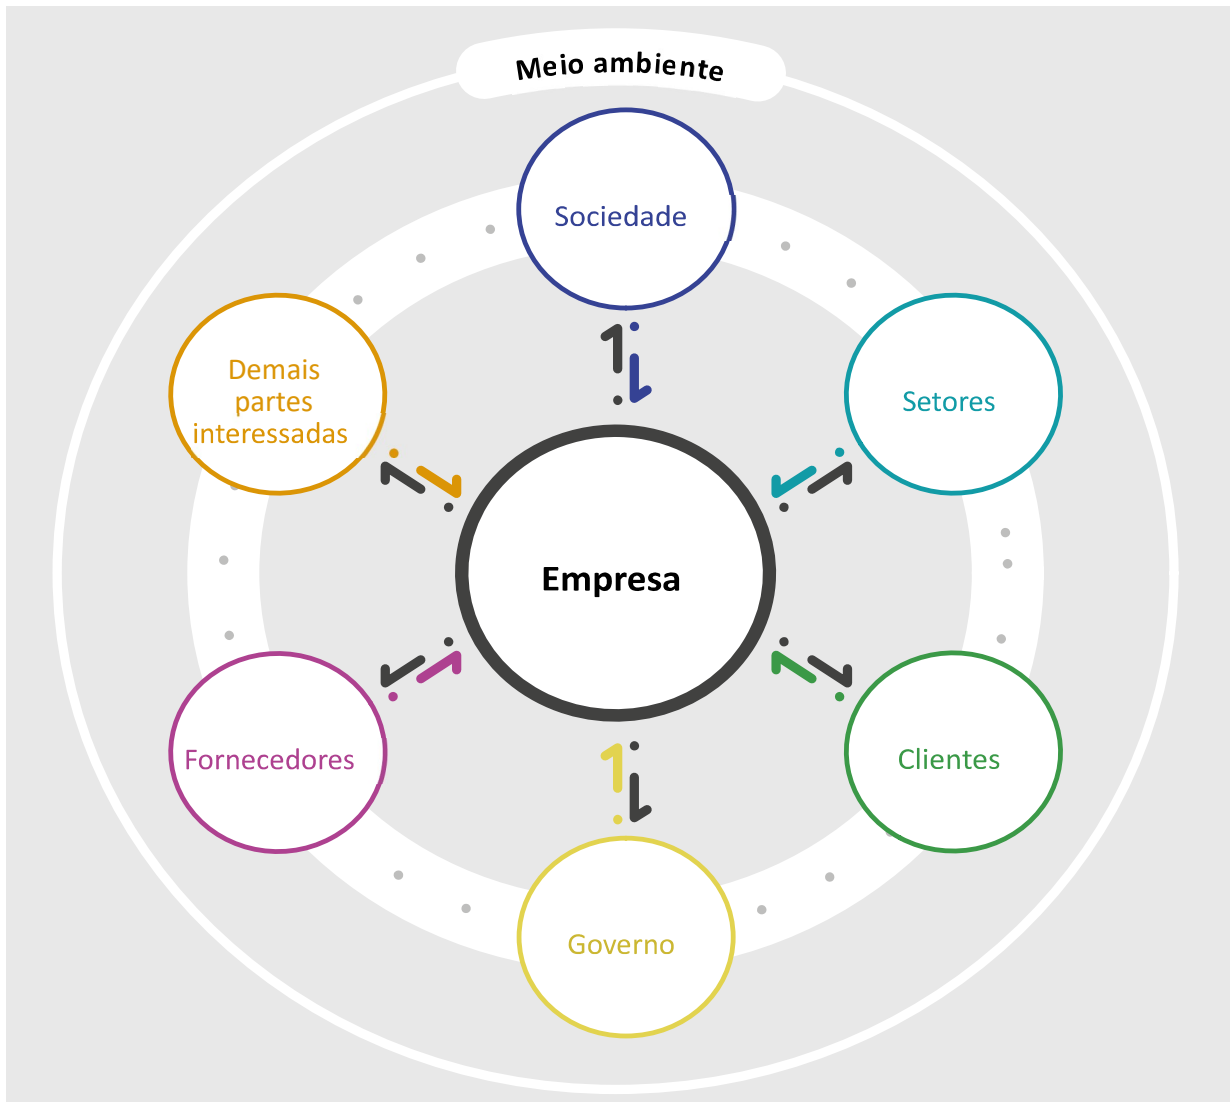 Meio ambiente
Sociedade
Demais
partes
interessadas
Setores
Empresa
Fornecedores
Clientes
Governo